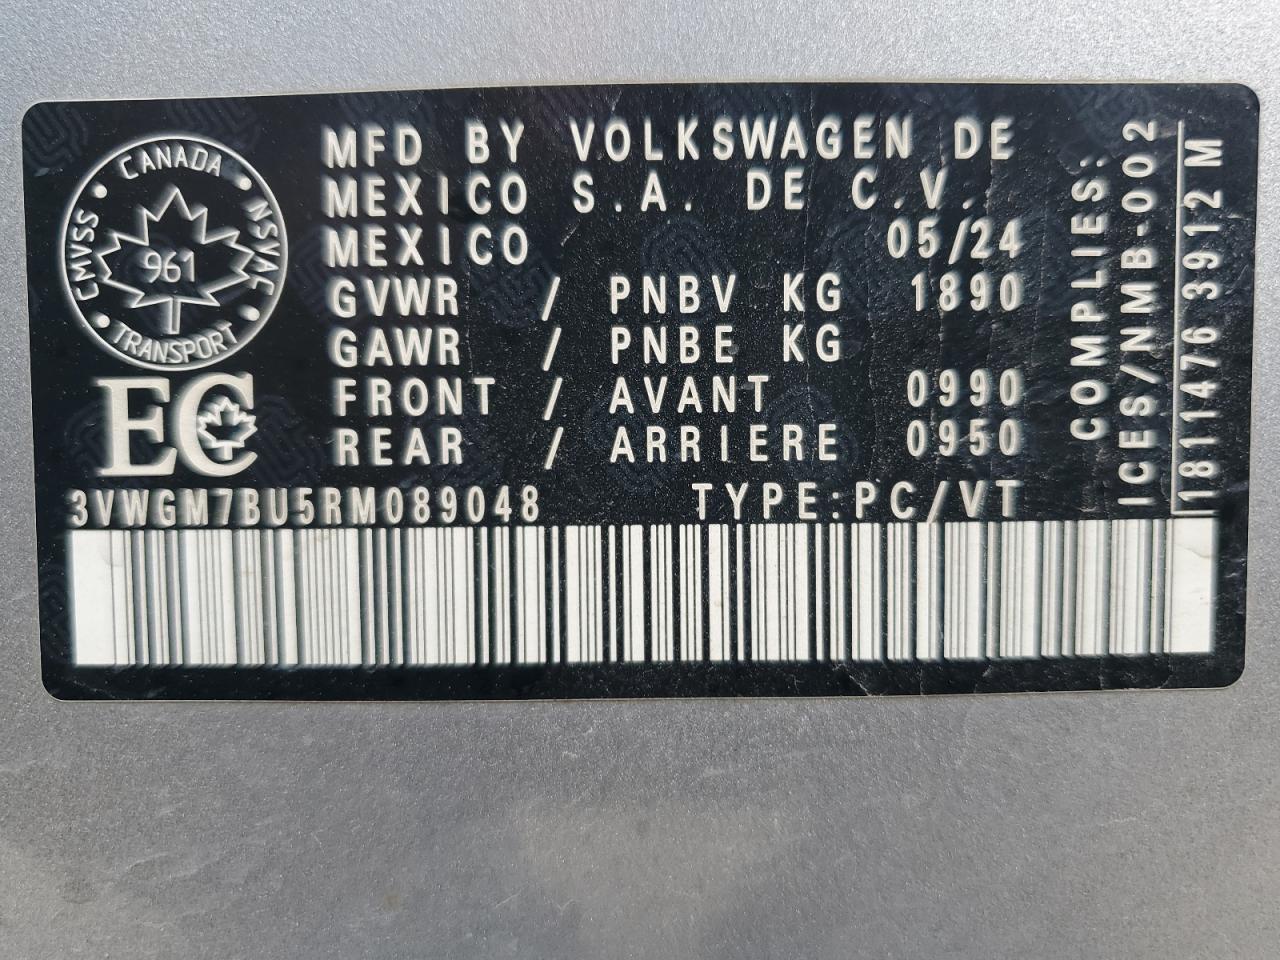 CANADA
CMVSS
961
NSVAC
TRANSPORT
EC
MFD BY VOLKSWAGEN DE
MEXICO S.A. DE C.V.
MEXICO 05/24
GVWR / PNBV KG 1890
GAWR / PNBE KG
FRONT / AVANT 0990
REAR / ARRIERE 0950
3VWGM7BU5RM089048 TYPE:PC/VT
COMPLIES:
ICES/NMB-002
1811476 3912 M